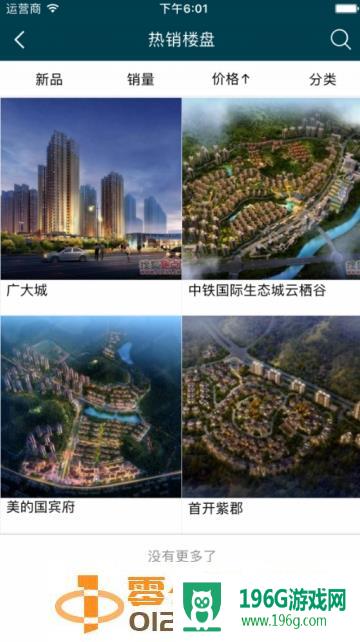 运营商 下午6:01
热销楼盘
新品 销量 价格↑ 分类
广大城 中铁国际生态城云栖谷
美的国宾府 首开紫郡
没有更多了
196G游戏网
www.196g.com